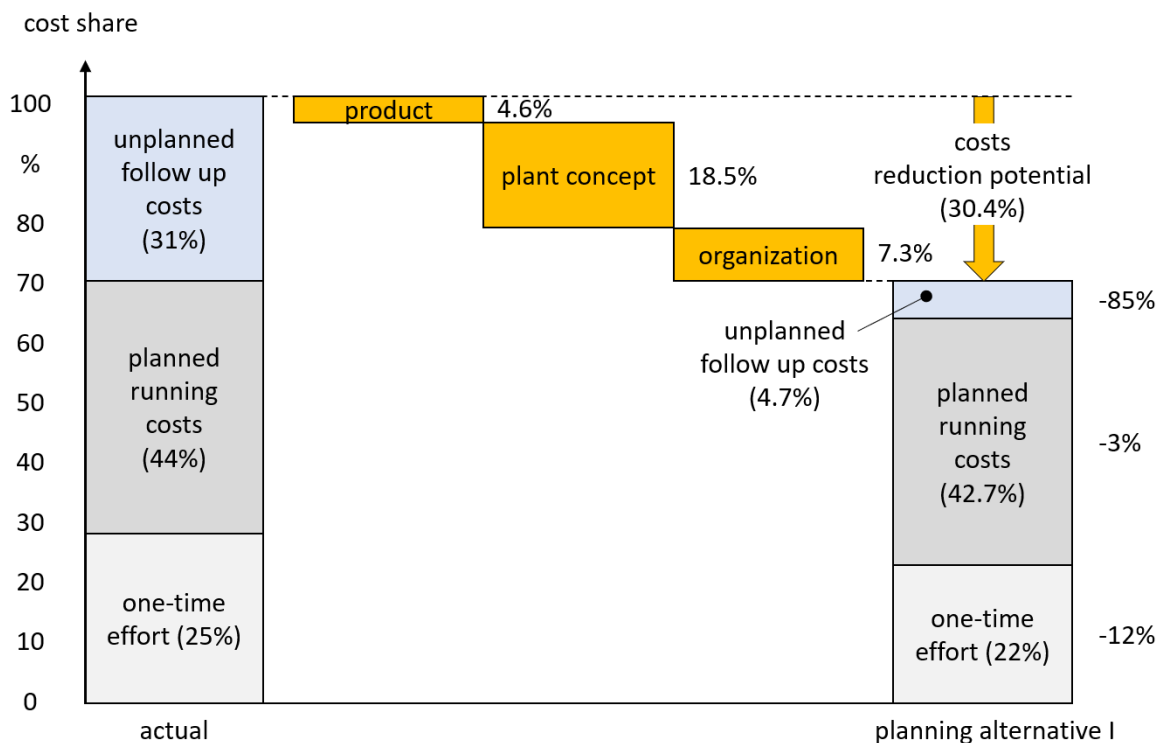 cost share
100
%
80
70
60
50
40
30
20
10
0
unplanned
follow up
costs
(31%)
planned
running
costs
(44%)
one-time
effort (25%)
actual
product
4.6%
plant concept
18.5%
organization
7.3%
costs
reduction potential
(30.4%)
unplanned
follow up costs
(4.7%)
planned
running
costs
(42.7%)
one-time
effort (22%)
-85%
-3%
-12%
planning alternative I